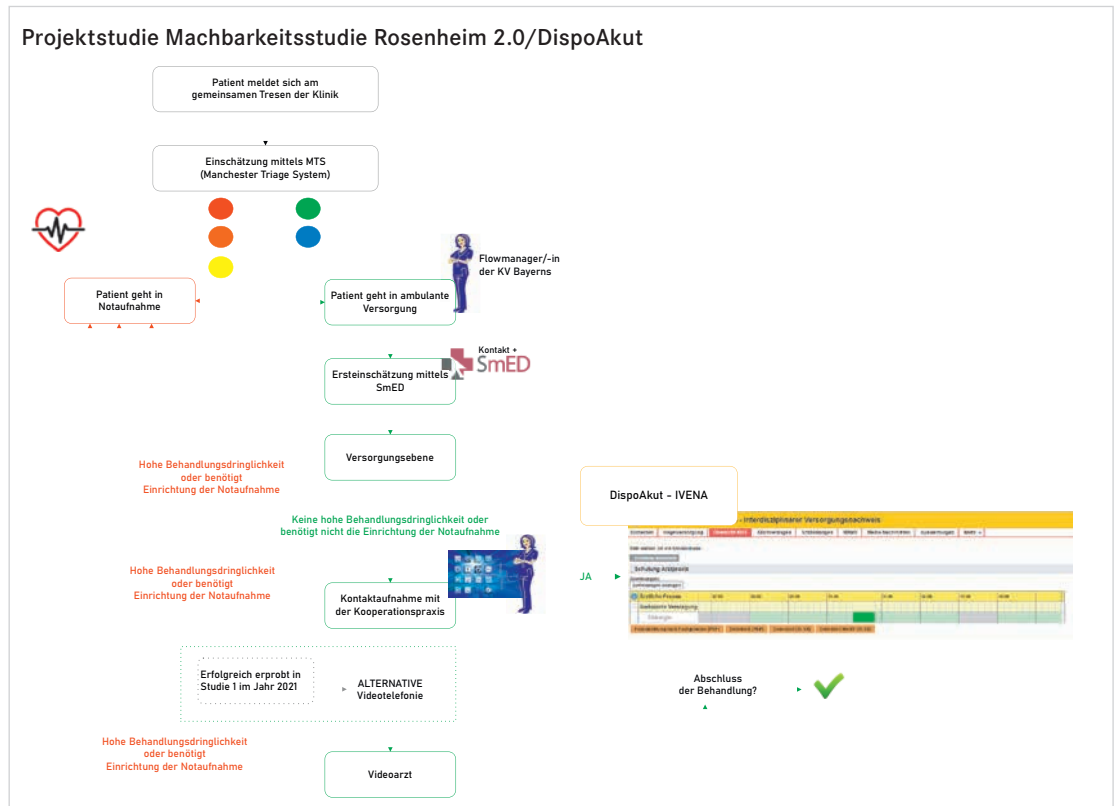 Projektstudie Machbarkeitsstudie Rosenheim 2.0/DispoAkut
Patient meldet sich am
gemeinsamen Tresen der Klinik
Einschätzung mittels MTS
(Manchester Triage System)
Flowmanager/-in
der KV Bayerns
Patient geht in
Notaufnahme
Patient geht in ambulante
Versorgung
Kontakt +
SmED
Ersteinschätzung mittels
SmED
Versorgungsebene
Hohe Behandlungsdringlichkeit
oder benötigt
Einrichtung der Notaufnahme
Keine hohe Behandlungsdringlichkeit oder
benötigt nicht die Einrichtung der Notaufnahme
DispoAkut - IVENA
- Interdisziplinärer Versorgungsnachweis
Schulung Arztpraxis
JA
Hohe Behandlungsdringlichkeit
oder benötigt
Einrichtung der Notaufnahme
Kontaktaufnahme mit
der Kooperationspraxis
Erfolgreich erprobt in
Studie 1 im Jahr 2021
ALTERNATIVE
Videotelefonie
Abschluss
der Behandlung?
Hohe Behandlungsdringlichkeit
oder benötigt
Einrichtung der Notaufnahme
Videoarzt